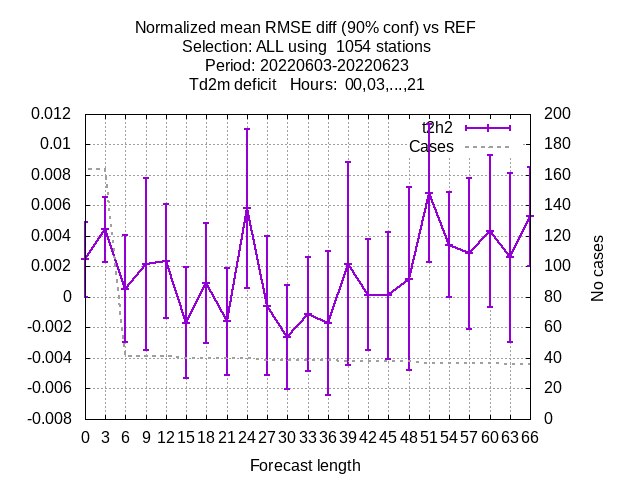 Normalized mean RMSE diff (90% conf) vs REF
Selection: ALL using  1054 stations
Period: 20220603-20220623
Td2m deficit   Hours:  00,03,...,21
t2h2
Cases
0.012
0.01
0.008
0.006
0.004
0.002
0
-0.002
-0.004
-0.006
-0.008
200
180
160
140
120
100
80
60
40
20
0
No cases
0 3 6 9 12 15 18 21 24 27 30 33 36 39 42 45 48 51 54 57 60 63 66
Forecast length